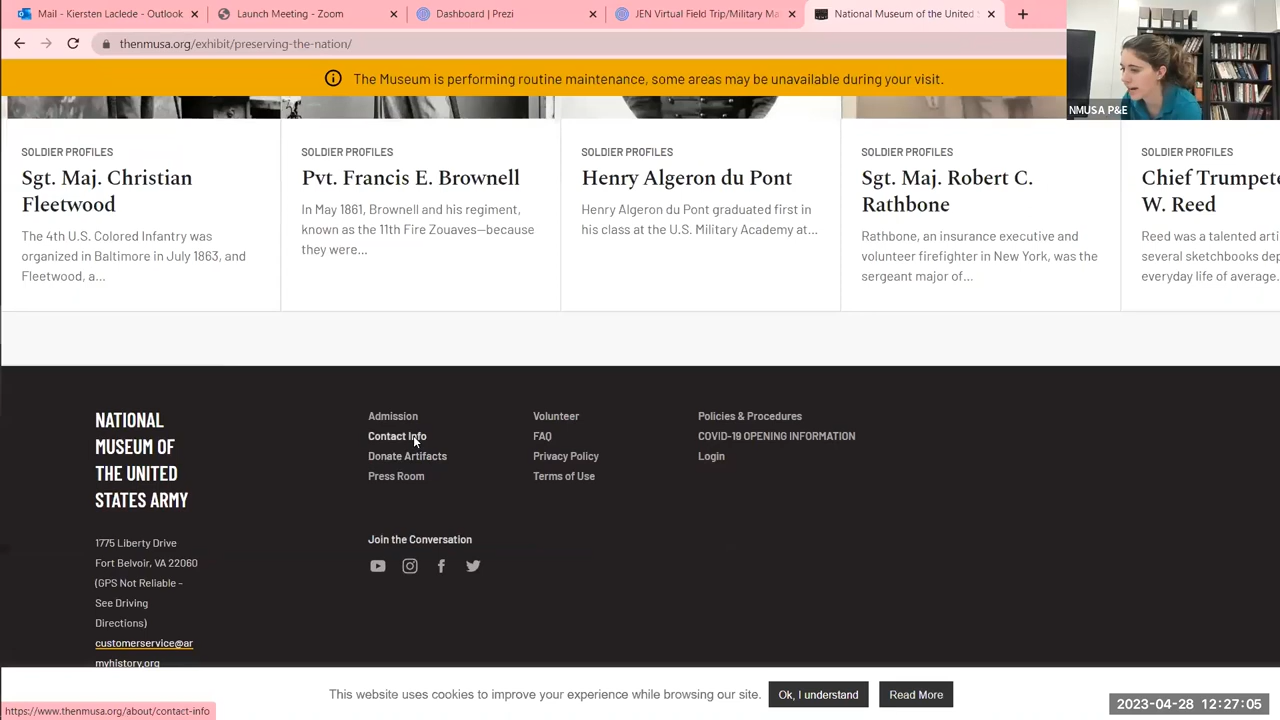 Mail - Kiersten Laclede - Outlook
Launch Meeting - Zoom
Dashboard | Prezi
JEN Virtual Field Trip/Military Ma
National Museum of the United
thenmusa.org/exhibit/preserving-the-nation/
The Museum is performing routine maintenance, some areas may be unavailable during your visit.
NMUSA P&E
SOLDIER PROFILES
Sgt. Maj. Christian
Fleetwood
The 4th U.S. Colored Infantry was
organized in Baltimore in July 1863, and
Fleetwood, a...
SOLDIER PROFILES
Pvt. Francis E. Brownell
In May 1861, Brownell and his regiment,
known as the 11th Fire Zouaves—because
they were...
SOLDIER PROFILES
Henry Algeron du Pont
Henry Algeron du Pont graduated first in
his class at the U.S. Military Academy at...
SOLDIER PROFILES
Sgt. Maj. Robert C.
Rathbone
Rathbone, an insurance executive and
volunteer firefighter in New York, was the
sergeant major of...
SOLDIER PROFILES
Chief Trumpete
W. Reed
Reed was a talented arti
several sketchbooks dep
everyday life of average
NATIONAL
MUSEUM OF
THE UNITED
STATES ARMY
1775 Liberty Drive
Fort Belvoir, VA 22060
(GPS Not Reliable -
See Driving
Directions)
customerservice@ar
myhistory.org
Admission
Contact Info
Donate Artifacts
Press Room
Volunteer
FAQ
Privacy Policy
Terms of Use
Policies & Procedures
COVID-19 OPENING INFORMATION
Login
Join the Conversation
This website uses cookies to improve your experience while browsing our site.
Ok, I understand
Read More
https://www.thenmusa.org/about/contact-info
2023-04-28 12:27:05